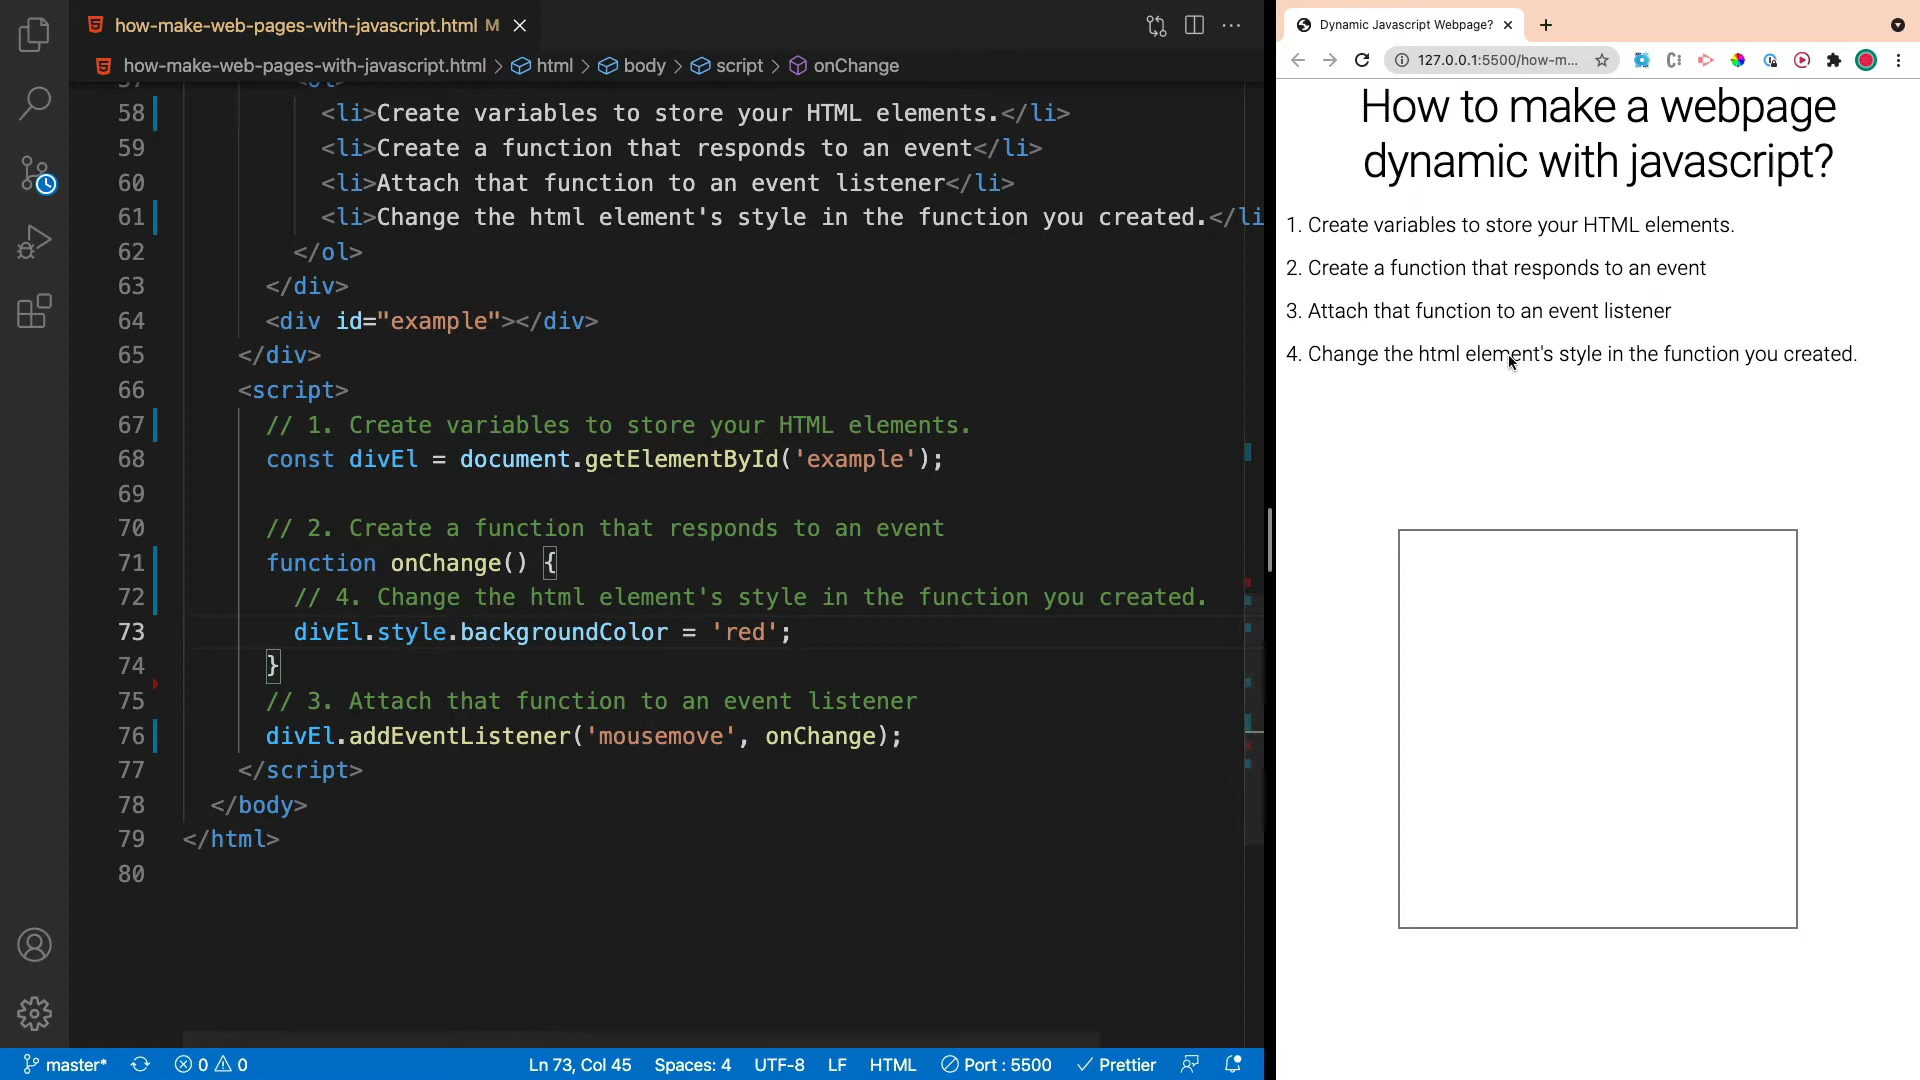 how-make-web-pages-with-javascript.html M
how-make-web-pages-with-javascript.html > html > body > script > onChange
58 <li>Create variables to store your HTML elements.</li>
59 <li>Create a function that responds to an event</li>
60 <li>Attach that function to an event listener</li>
61 <li>Change the html element's style in the function you created.</li
62 </ol>
63 </div>
64 <div id="example"></div>
65 </div>
66 <script>
67 // 1. Create variables to store your HTML elements.
68 const divEl = document.getElementById('example');
69
70 // 2. Create a function that responds to an event
71 function onChange() {
72 // 4. Change the html element's style in the function you created.
73 divEl.style.backgroundColor = 'red';
74 }
75 // 3. Attach that function to an event listener
76 divEl.addEventListener('mousemove', onChange);
77 </script>
78 </body>
79 </html>
80
master* 0 0 Ln 73, Col 45 Spaces: 4 UTF-8 LF HTML Port : 5500 Prettier
Dynamic Javascript Webpage?
127.0.0.1:5500/how-m...
How to make a webpage
dynamic with javascript?
1. Create variables to store your HTML elements.
2. Create a function that responds to an event
3. Attach that function to an event listener
4. Change the html element's style in the function you created.